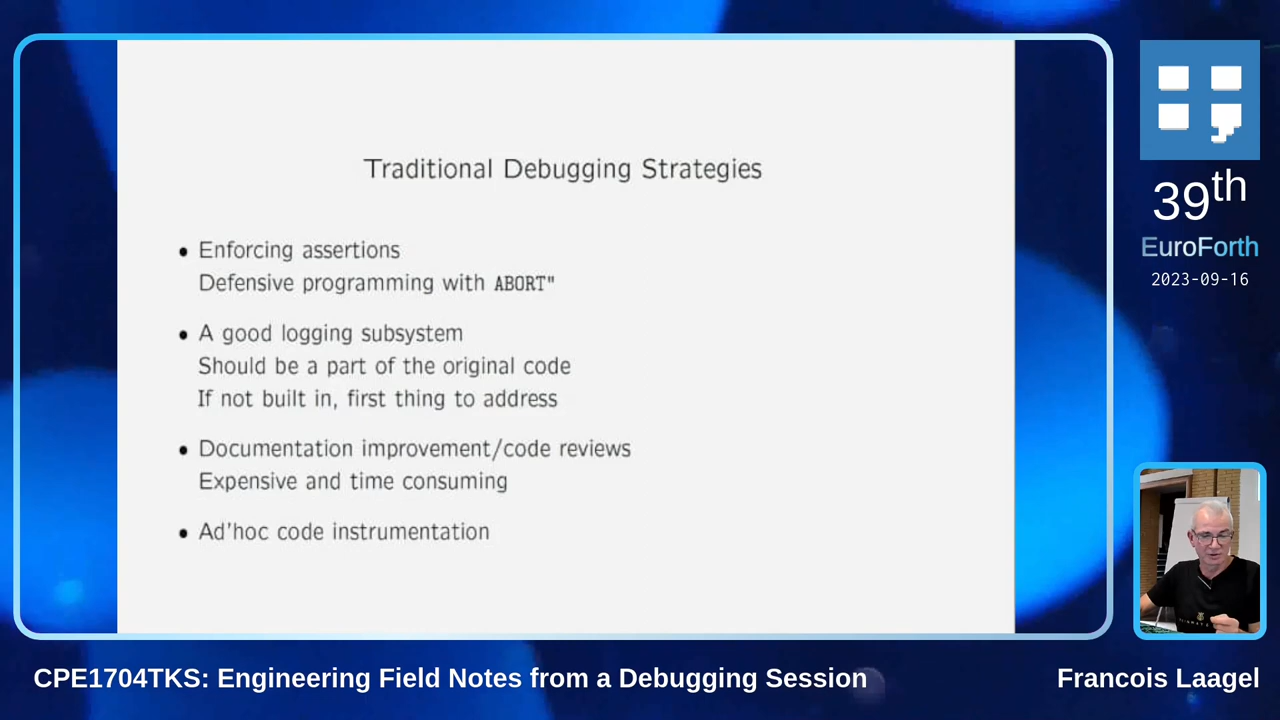 Traditional Debugging Strategies
• Enforcing assertions
Defensive programming with ABORT"
• A good logging subsystem
Should be a part of the original code
If not built in, first thing to address
• Documentation improvement/code reviews
Expensive and time consuming
• Ad'hoc code instrumentation
39th
EuroForth
2023-09-16
CPE1704TKS: Engineering Field Notes from a Debugging Session
Francois Laagel